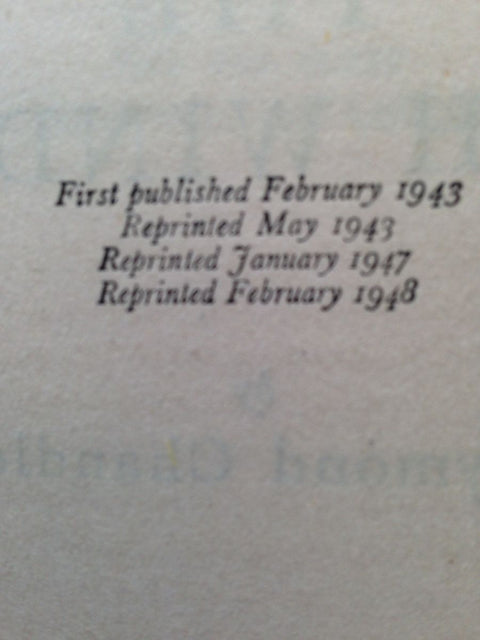 First published February 1943
Reprinted May 1943
Reprinted January 1947
Reprinted February 1948